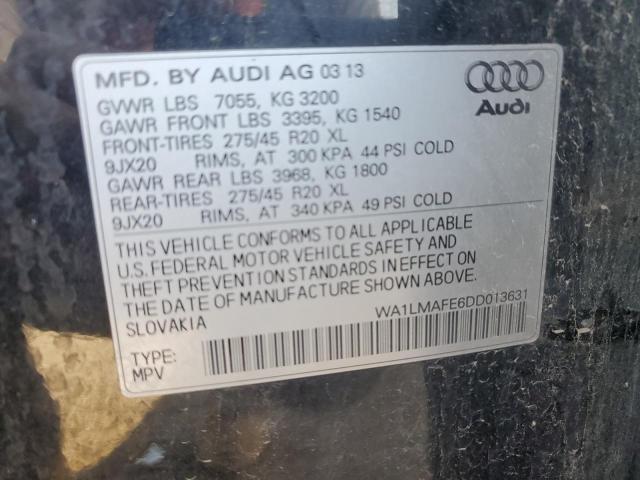 MFD. BY AUDI AG 03 13
GVWR LBS 7055, KG 3200
GAWR FRONT LBS 3395, KG 1540
FRONT-TIRES 275/45 R20 XL
9JX20 RIMS, AT 300 KPA 44 PSI COLD
GAWR REAR LBS 3968, KG 1800
REAR-TIRES 275/45 R20 XL
9JX20 RIMS, AT 340 KPA 49 PSI COLD
Audi
THIS VEHICLE CONFORMS TO ALL APPLICABLE
U.S. FEDERAL MOTOR VEHICLE SAFETY AND
THEFT PREVENTION STANDARDS IN EFFECT ON
THE DATE OF MANUFACTURE SHOWN ABOVE.
SLOVAKIA
WA1LMAFE6DD013631
TYPE:
MPV